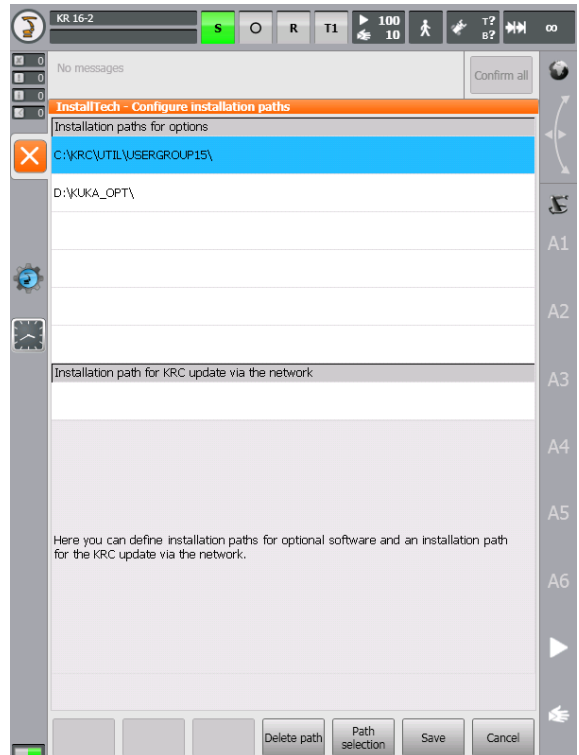 KR 16-2
S O R T1 100 T? ∞
10 B?
0
0
0
0
No messages
Confirm all
InstallTech - Configure installation paths
Installation paths for options
C:\KRC\UTIL\USERGROUP15\
D:\KUKA_OPT\
Installation path for KRC update via the network
Here you can define installation paths for optional software and an installation path
for the KRC update via the network.
A1
A2
A3
A4
A5
A6
Delete path
Path
selection
Save
Cancel